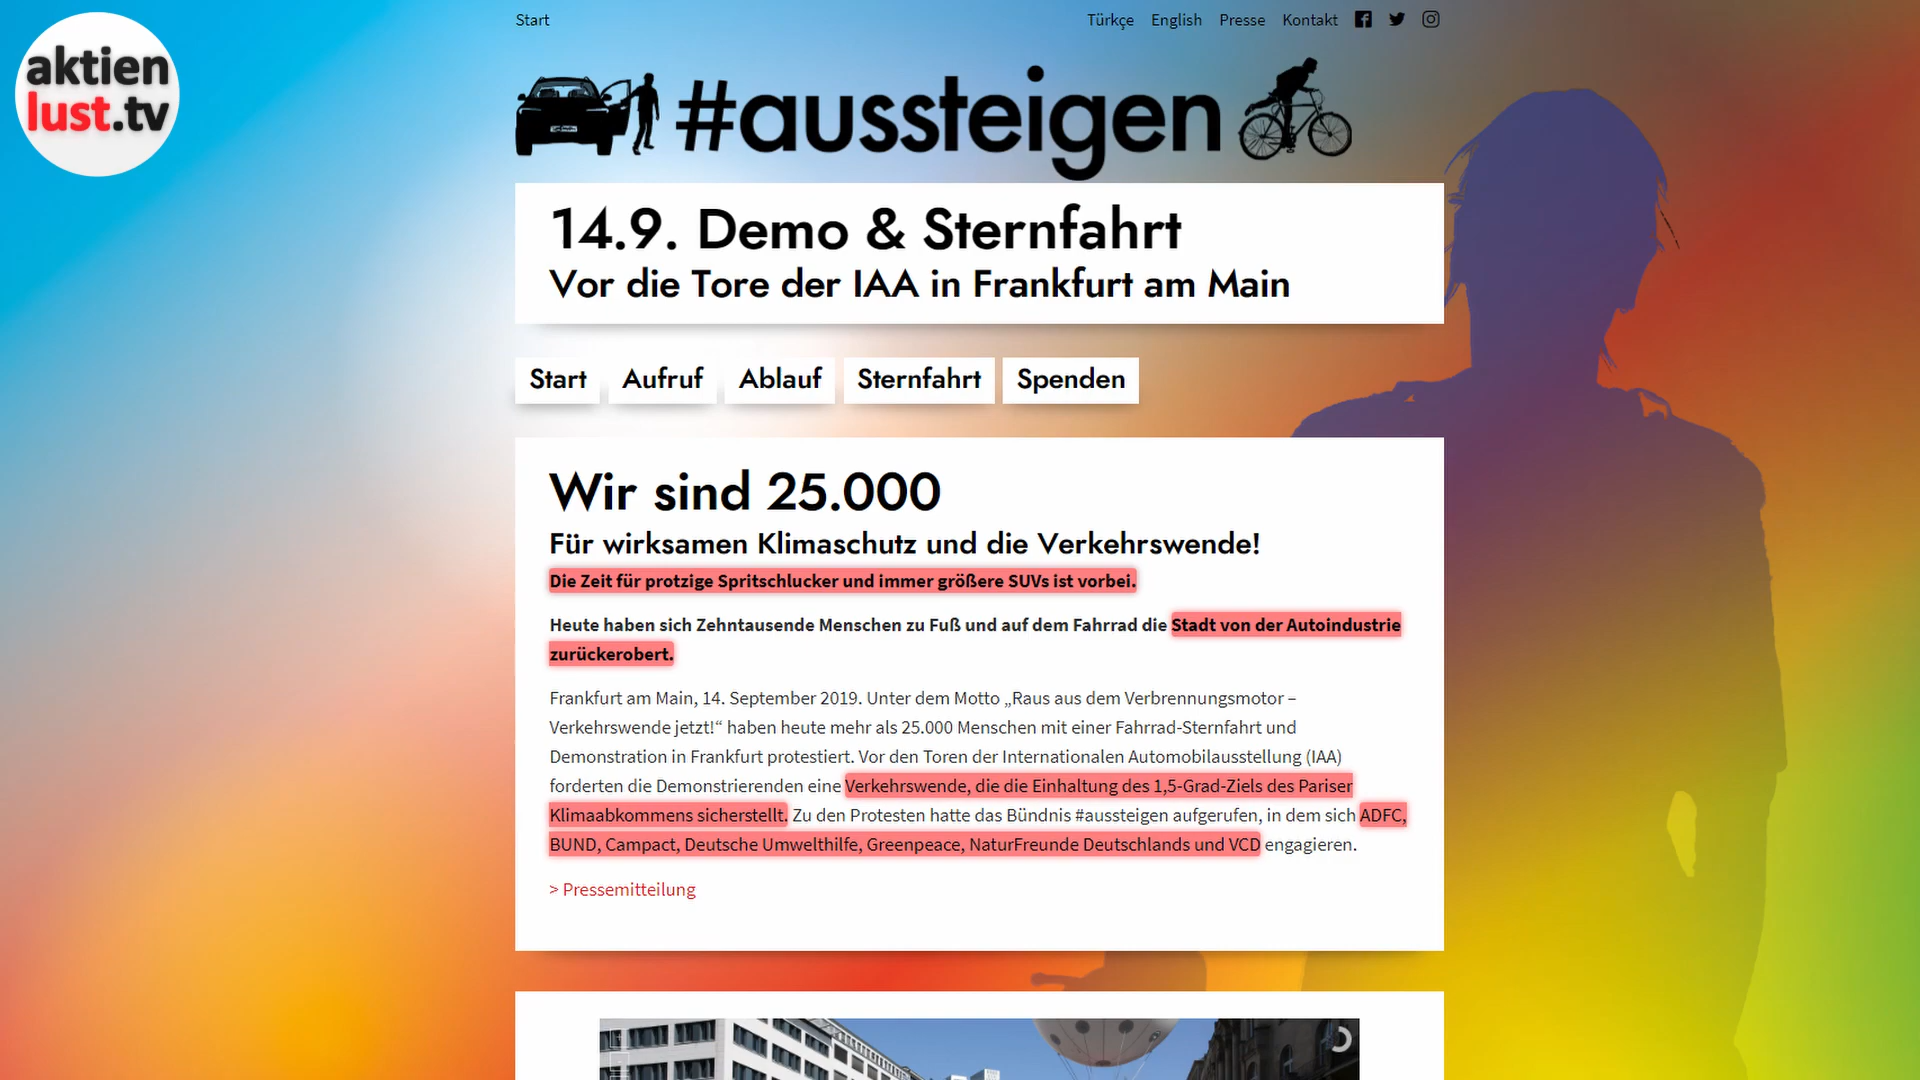 aktien
lust.tv
Start
Türkçe English Presse Kontakt
#aussteigen
14.9. Demo & Sternfahrt
Vor die Tore der IAA in Frankfurt am Main
Start Aufruf Ablauf Sternfahrt Spenden
Wir sind 25.000
Für wirksamen Klimaschutz und die Verkehrswende!
Die Zeit für protzige Spritschlucker und immer größere SUVs ist vorbei.
Heute haben sich Zehntausende Menschen zu Fuß und auf dem Fahrrad die Stadt von der Autoindustrie
zurückerobert.
Frankfurt am Main, 14. September 2019. Unter dem Motto „Raus aus dem Verbrennungsmotor –
Verkehrswende jetzt!“ haben heute mehr als 25.000 Menschen mit einer Fahrrad-Sternfahrt und
Demonstration in Frankfurt protestiert. Vor den Toren der Internationalen Automobilausstellung (IAA)
forderten die Demonstrierenden eine Verkehrswende, die die Einhaltung des 1,5-Grad-Ziels des Pariser
Klimaabkommens sicherstellt. Zu den Protesten hatte das Bündnis #aussteigen aufgerufen, in dem sich ADFC,
BUND, Campact, Deutsche Umwelthilfe, Greenpeace, NaturFreunde Deutschlands und VCD engagieren.
> Pressemitteilung